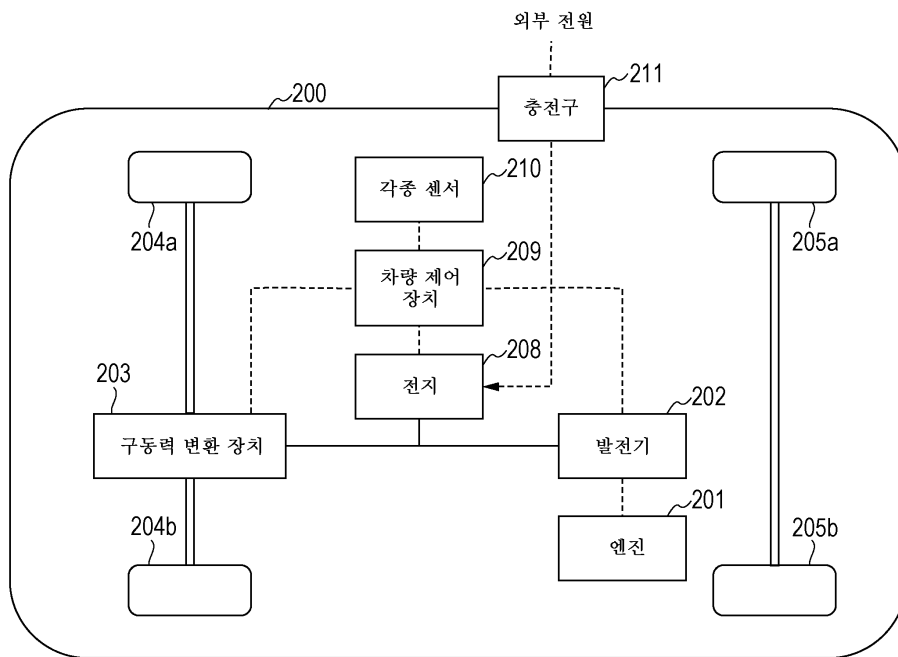 외부 전원
211
200
충전구
210
각종 센서
204a
205a
209
차량 제어
장치
208
전지
203
202
구동력 변환 장치
발전기
201
204b
205b
엔진